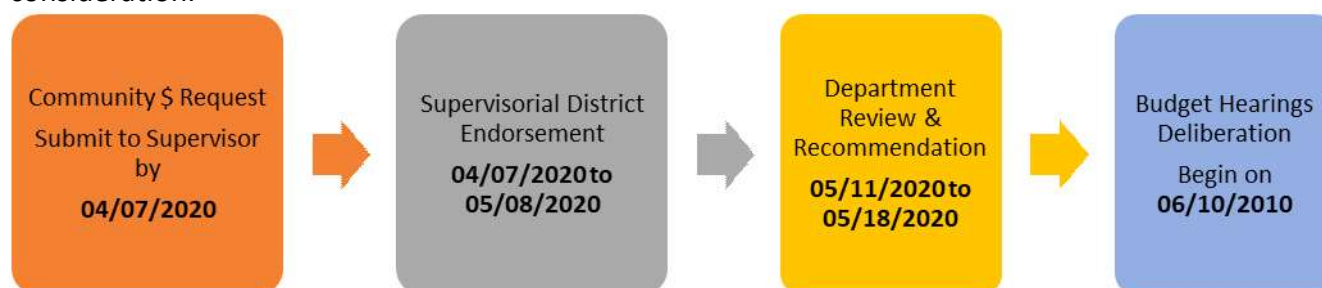 consideration.
Community $ Request
Submit to Supervisor
by
04/07/2020
Supervisorial District
Endorsement
04/07/2020 to
05/08/2020
Department
Review &
Recommendation
05/11/2020 to
05/18/2020
Budget Hearings
Deliberation
Begin on
06/10/2010